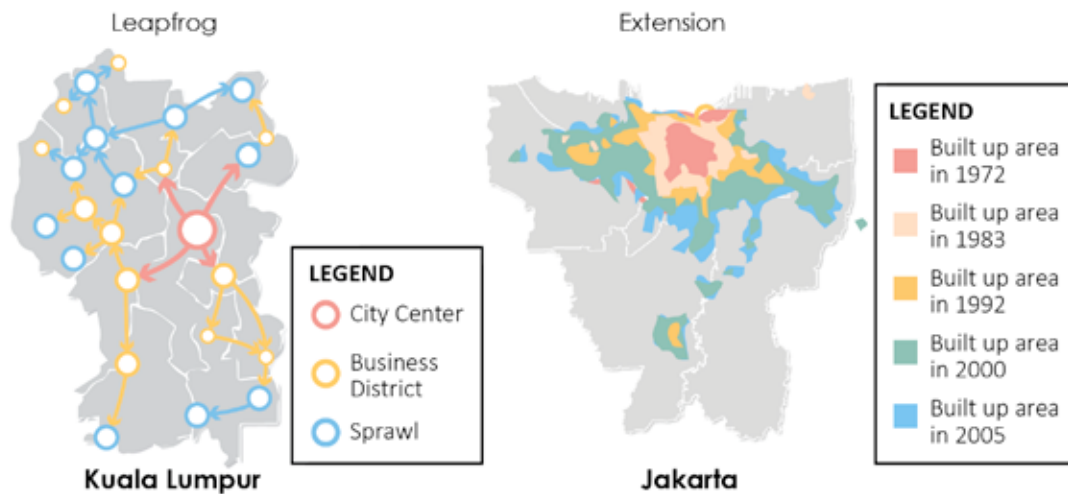 Leapfrog
LEGEND
City Center
Business
District
Sprawl
Kuala Lumpur
Extension
LEGEND
Built up area
in 1972
Built up area
in 1983
Built up area
in 1992
Built up area
in 2000
Built up area
in 2005
Jakarta